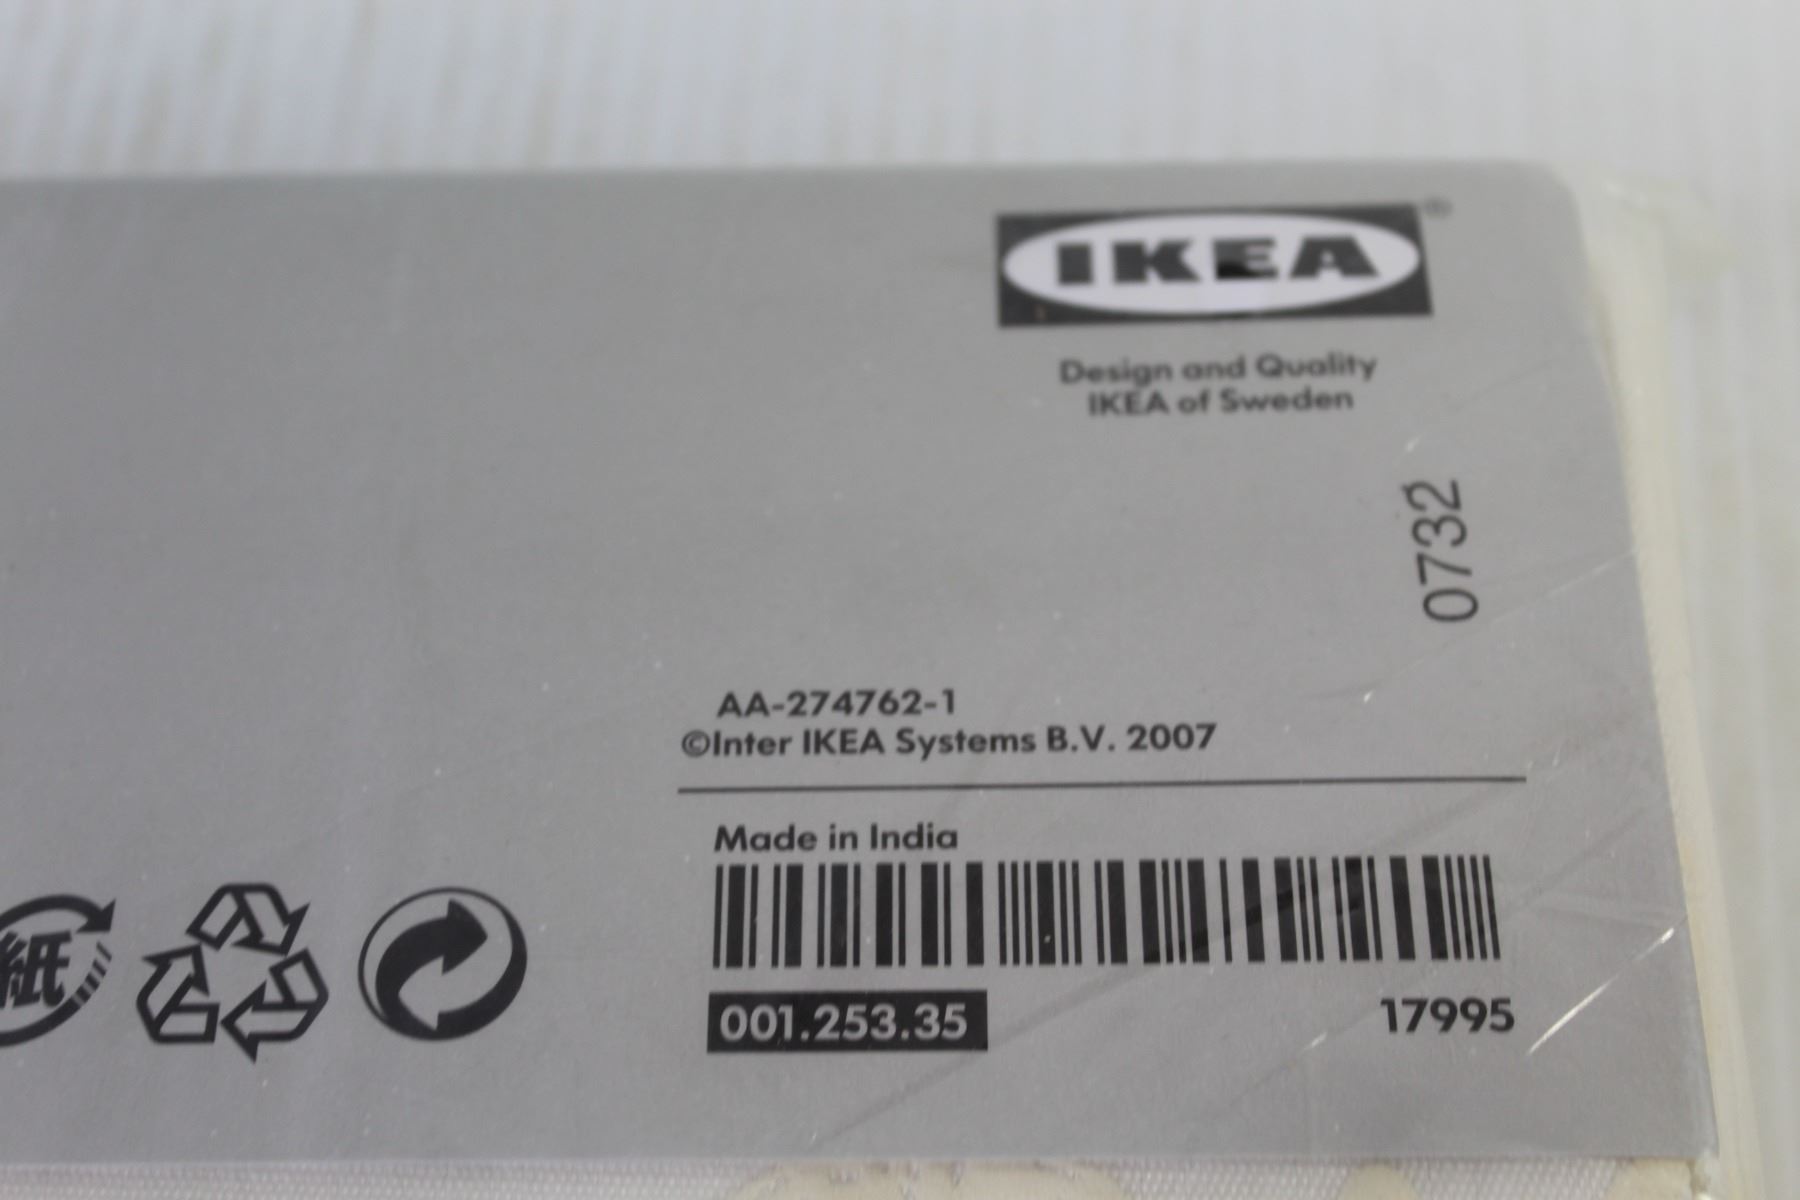 IKEA®
Design and Quality
IKEA of Sweden
0732
AA-274762-1
©Inter IKEA Systems B.V. 2007
Made in India
紙
001.253.35
17995